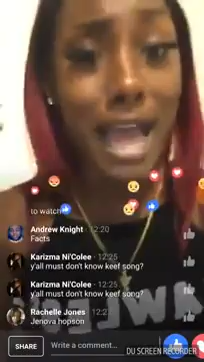 to watch
Andrew Knight · 12:20
Facts
Karizma Ni'Colee · 12:25
y'all must don't know keef song?
Karizma Ni'Colee · 12:25
y'all must don't know keef song?
Rachelle Jones · 12:2
Jenova hopson
SHARE
Write a comment...
DU SCREEN RECORDER